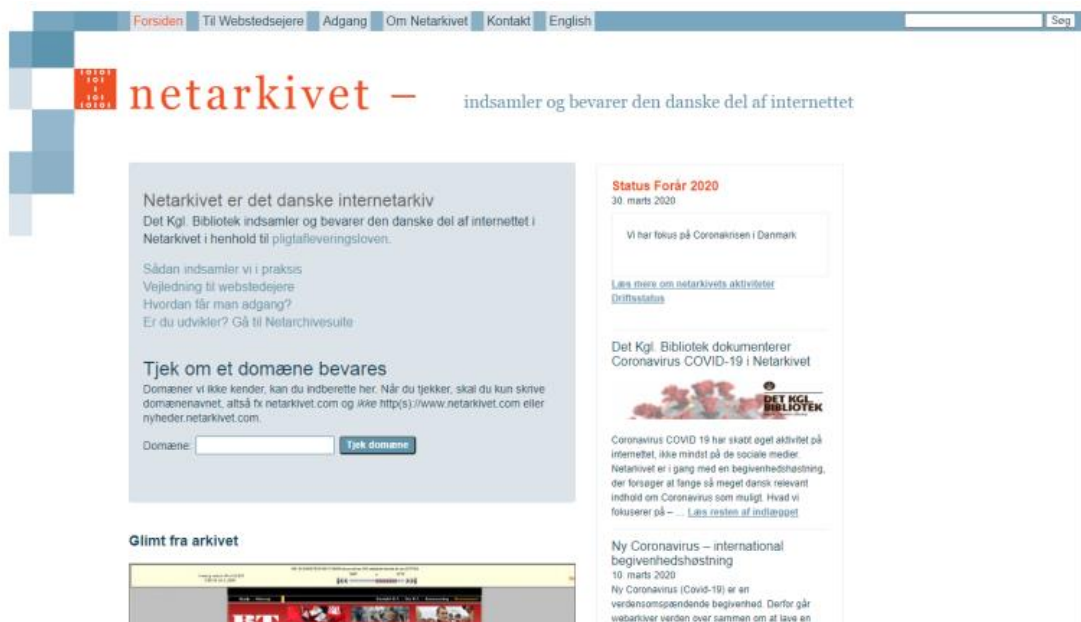 Forsiden Til Webstedsejere Adgang Om Netarkivet Kontakt English
Søg
netarkivet –
indsamler og bevarer den danske del af internettet
Netarkivet er det danske internetarkiv
Det Kgl. Bibliotek indsamler og bevarer den danske del af internettet i
Netarkivet i henhold til pligtafleveringsloven.
Sådan indsamler vi i praksis
Vejledning til webstedejere
Hvordan får man adgang?
Er du udvikler? Gå til Netarchivesuite
Tjek om et domæne bevares
Domæner vi ikke kender, kan du indberette her. Når du tjekker, skal du kun skrive
domænenavnet, altså fx netarkivet.com og ikke http(s)://www.netarkivet.com eller
nyheder.netarkivet.com.
Domæne:
Tjek domæne
Glimt fra arkivet
Status Forår 2020
30. marts 2020
Vi har fokus på Coronakrisen i Danmark
Læs mere om netarkivets aktiviteter
Driftsstatus
Det Kgl. Bibliotek dokumenterer
Coronavirus COVID-19 i Netarkivet
DET KGL.
BIBLIOTEK
Coronavirus COVID 19 har skabt øget aktivitet på
internettet, ikke mindst på de sociale medier.
Netarkivet er i gang med en begivenhedshøstning,
der forsøger at fange så meget dansk relevant
indhold om Coronavirus som muligt. Hvad vi
fokuserer på – … Læs resten af indlægget
Ny Coronavirus – international
begivenhedshøstning
10. marts 2020
Ny Coronavirus (Covid-19) er en
verdensomspændende begivenhed. Derfor går
webarkiver verden over sammen om at lave en